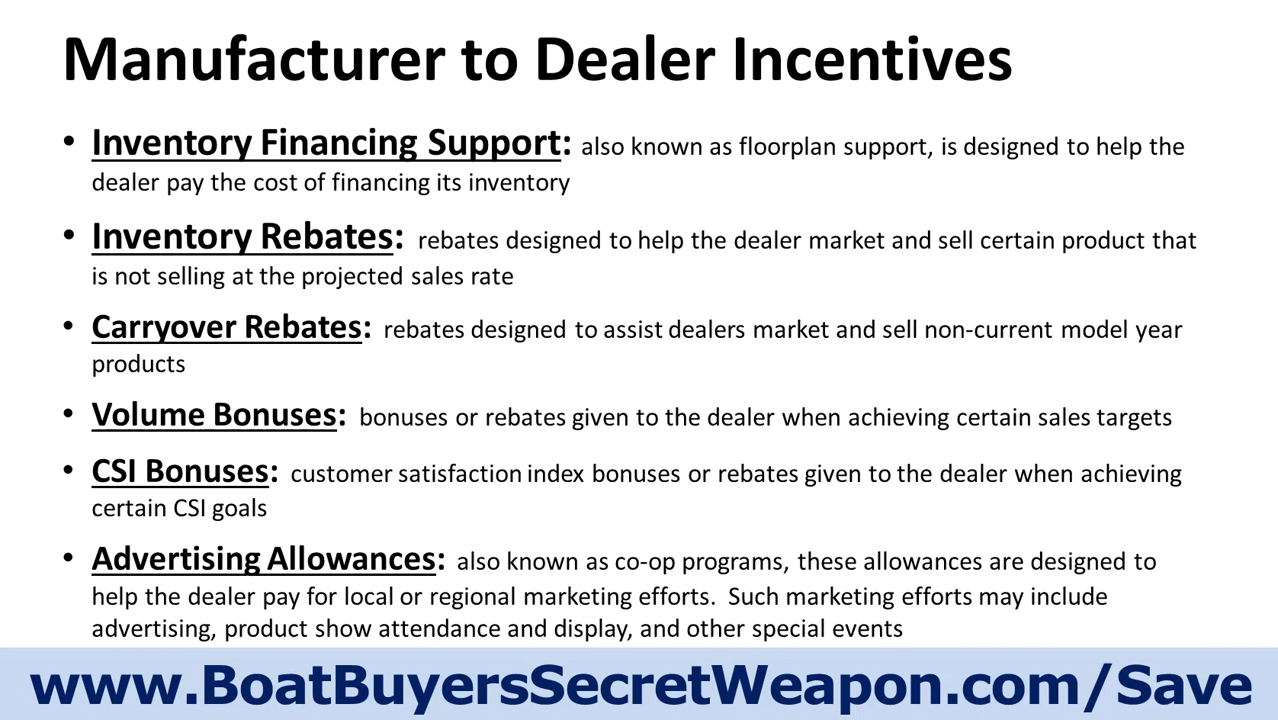 Manufacturer to Dealer Incentives
• Inventory Financing Support: also known as floorplan support, is designed to help the
dealer pay the cost of financing its inventory
• Inventory Rebates: rebates designed to help the dealer market and sell certain product that
is not selling at the projected sales rate
• Carryover Rebates: rebates designed to assist dealers market and sell non-current model year
products
• Volume Bonuses: bonuses or rebates given to the dealer when achieving certain sales targets
• CSI Bonuses: customer satisfaction index bonuses or rebates given to the dealer when achieving
certain CSI goals
• Advertising Allowances: also known as co-op programs, these allowances are designed to
help the dealer pay for local or regional marketing efforts. Such marketing efforts may include
advertising, product show attendance and display, and other special events
www.BoatBuyersSecretWeapon.com/Save